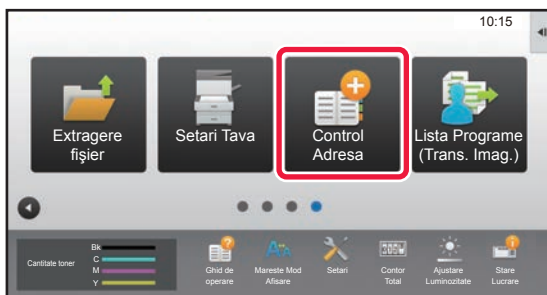 10:15
Extragere
fişier
Setari Tava
Control
Adresa
Lista Programe
(Trans. Imag.)
Cantitate toner
Bk
C
M
Y
Ghid de
operare
Mareste Mod
Afisare
Setari
Contor
Total
Ajustare
Luminozitate
Stare
Lucrare